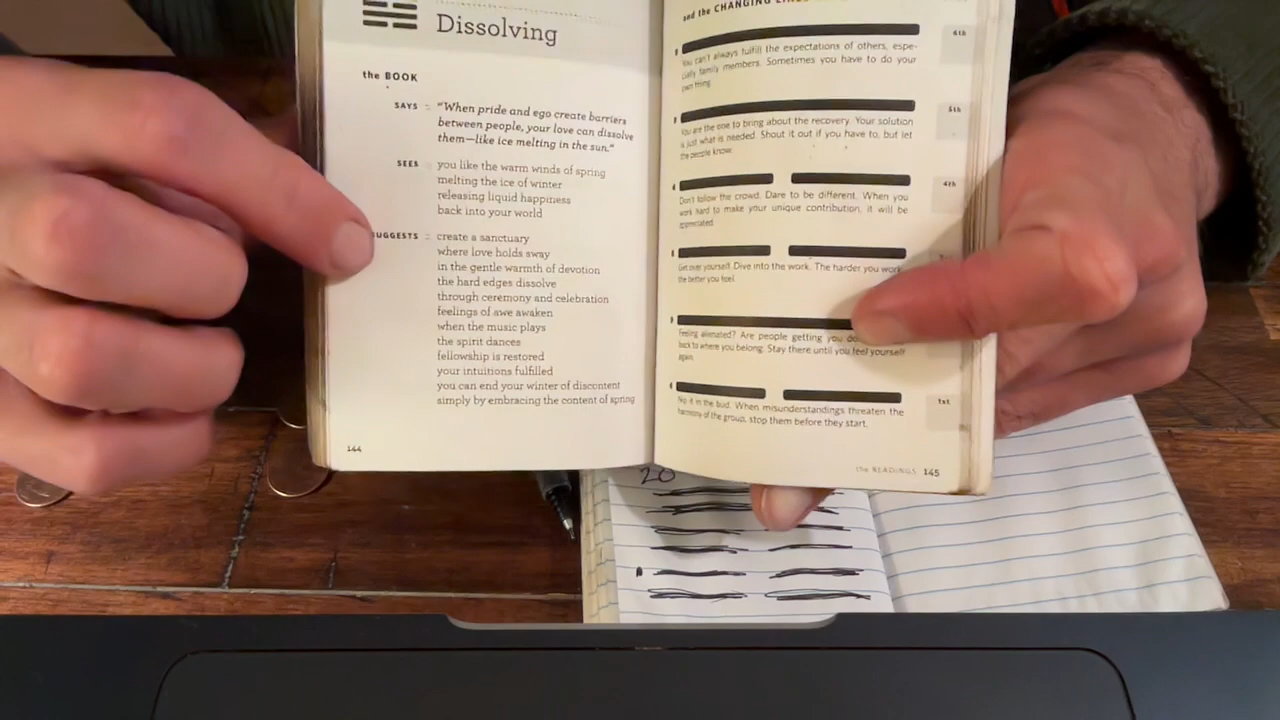 Dissolving
the BOOK
SAYS :: "When pride and ego create barriers
between people, your love can dissolve
them—like ice melting in the sun."
SEES :: you like the warm winds of spring
melting the ice of winter
releasing liquid happiness
back into your world
SUGGESTS :: create a sanctuary
where love holds away
in the gentle warmth of devotion
the hard edges dissolve
through ceremony and celebration
feelings of awe awaken
when the music plays
the spirit dances
fellowship is restored
your intuitions fulfilled
you can end your winter of discontent
simply by embracing the content of spring
144
and the CHANGING
6th
You can't always fulfill the expectations of others, espe-
cially family members. Sometimes you have to do your
own thing.
5th
You are the one to bring about the recovery. Your solution
is just what is needed. Shout it out if you have to, but let
the people know.
4th
Don't follow the crowd. Dare to be different. When you
work hard to make your unique contribution, it will be
appreciated.
Get over yourself. Dive into the work. The harder you work
the better you feel.
Feeling alienated? Are people getting you
back to where you belong. Stay there until you feel yourself
again.
1st
Nip it in the bud. When misunderstandings threaten the
harmony of the group, stop them before they start.
the READINGS 145
20